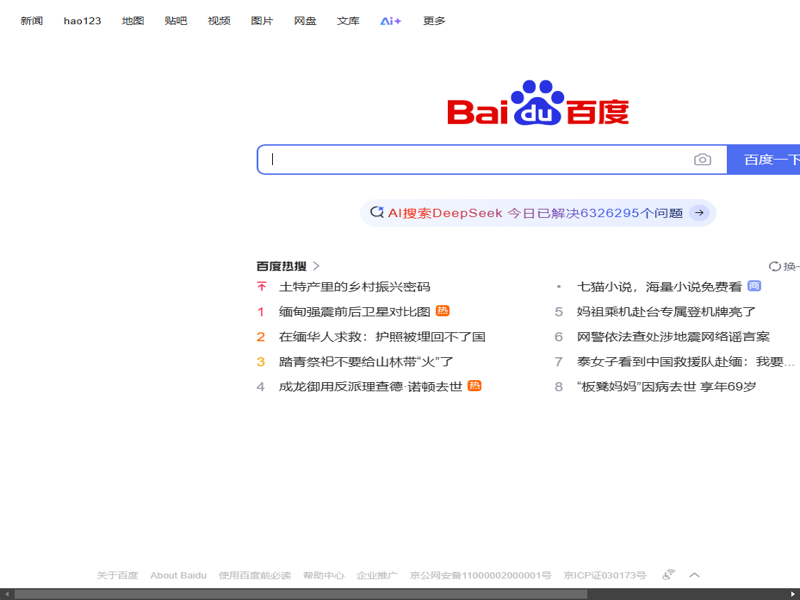 新闻 hao123 地图 贴吧 视频 图片 网盘 文库 Ai+ 更多
Bai du 百度
百度一下
AI搜索DeepSeek 今日已解决6326295个问题
百度热搜
土特产里的乡村振兴密码
1 缅甸强震前后卫星对比图 热
2 在缅华人求救：护照被埋回不了国
3 踏青祭祀不要给山林带“火”了
4 成龙御用反派理查德·诺顿去世 热
换一
七猫小说，海量小说免费看 商
5 妈祖乘机赴台专属登机牌亮了
6 网警依法查处涉地震网络谣言案
7 泰女子看到中国救援队赴缅：我要...
8 “板凳妈妈”因病去世 享年69岁
关于百度 About Baidu 使用百度前必读 帮助中心 企业推广 京公网安备11000002000001号 京ICP证030173号